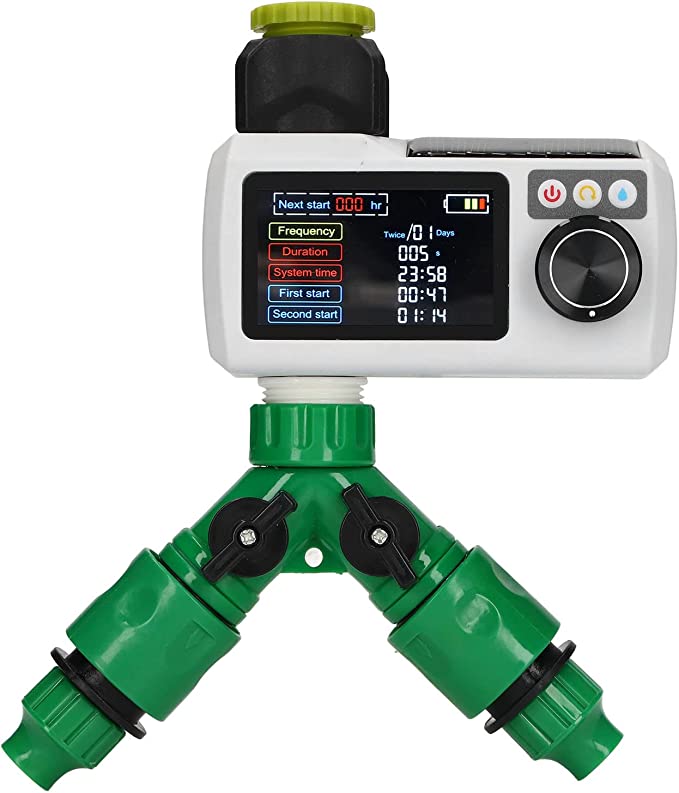 Next start 000 hr
Frequency Twice/01 Days
Duration 005 s
System time 23:58
First start 00:47
Second start 01:14